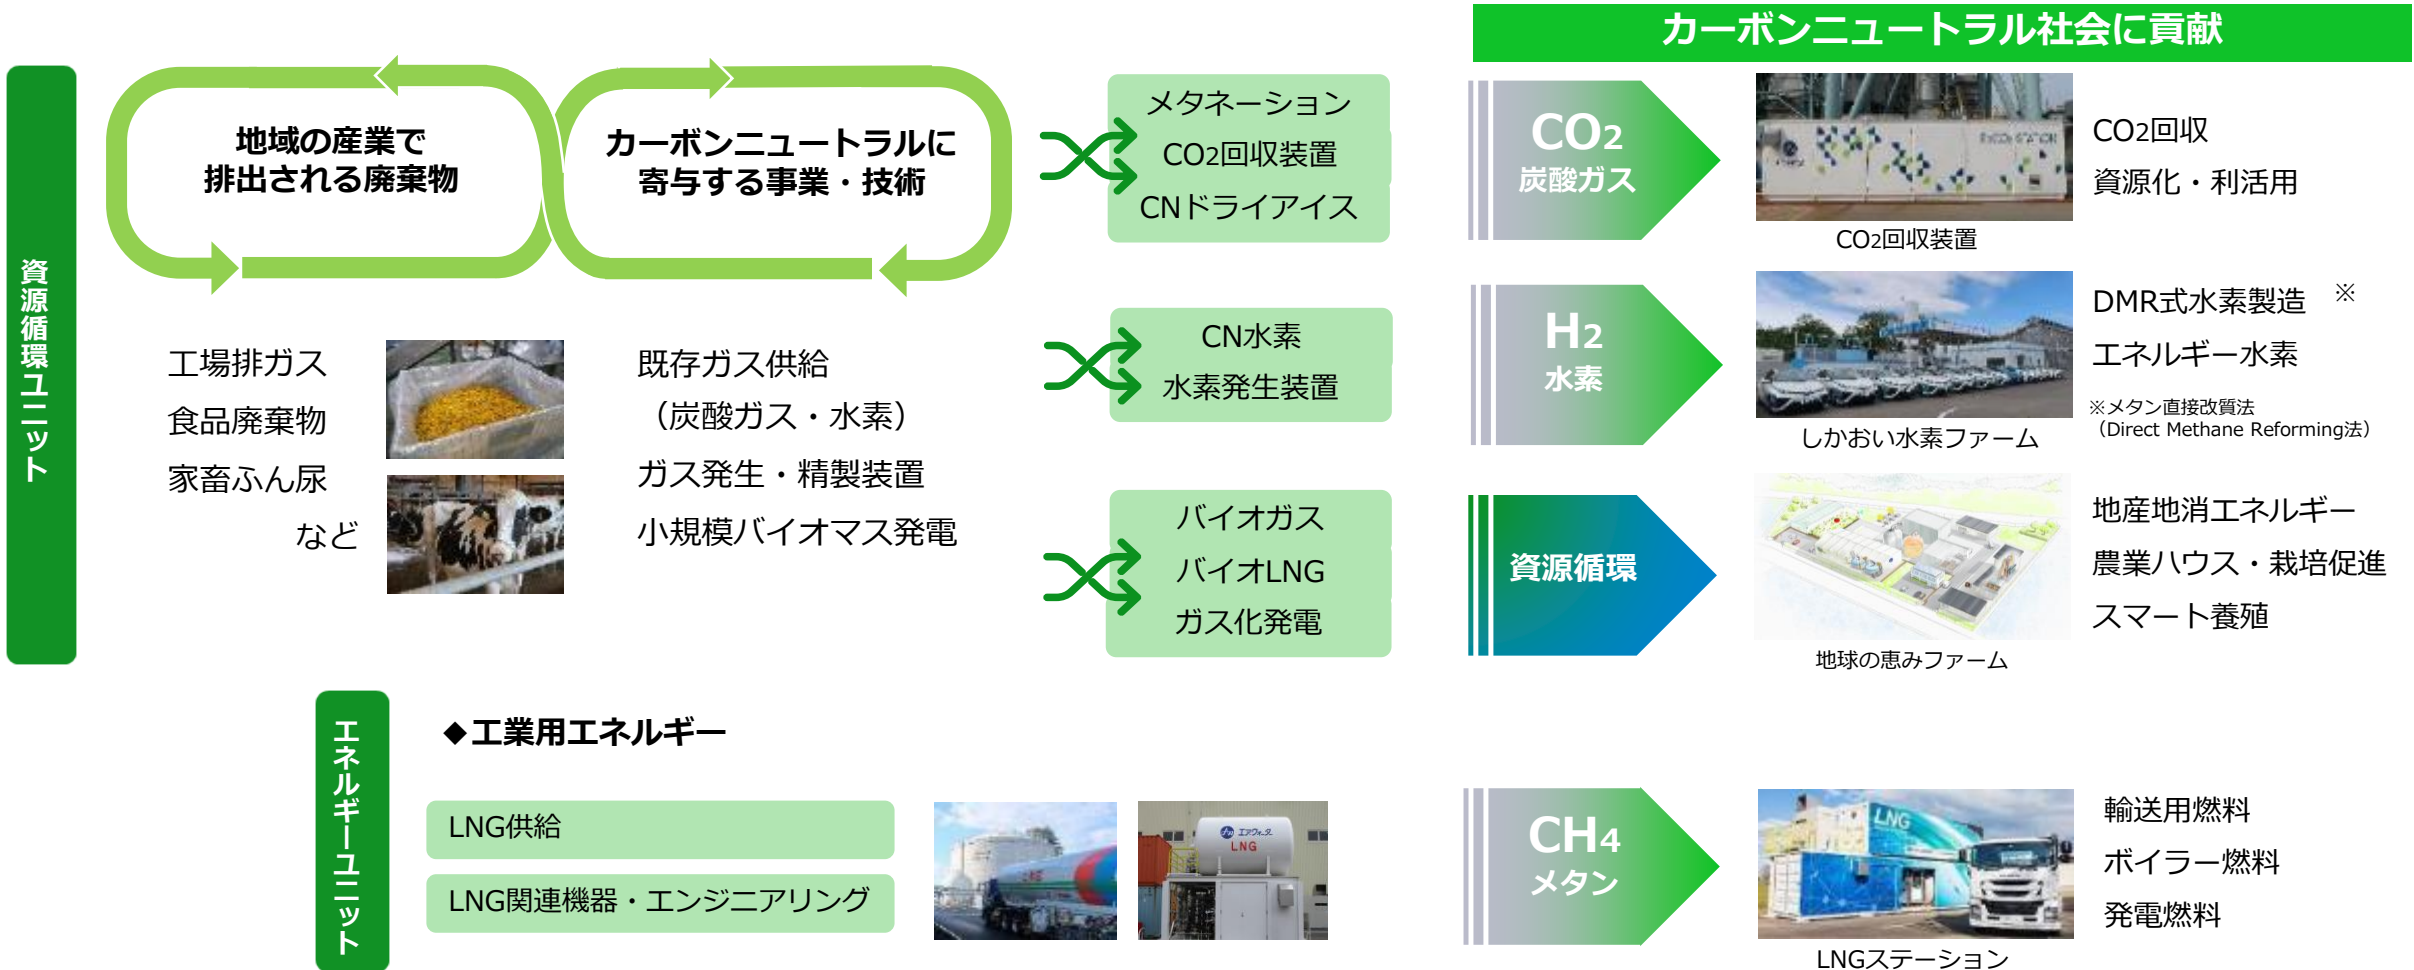 カーボンニュートラル社会に貢献
資源循環ユニット
地域の産業で
排出される廃棄物
カーボンニュートラルに
寄与する事業・技術
工場排ガス
食品廃棄物
家畜ふん尿
など
既存ガス供給
（炭酸ガス・水素）
ガス発生・精製装置
小規模バイオマス発電
メタネーション
CO2回収装置
CNドライアイス
CO2
炭酸ガス
CO2回収装置
CO2回収
資源化・利活用
CN水素
水素発生装置
H2
水素
しかおい水素ファーム
DMR式水素製造 ※
エネルギー水素
※メタン直接改質法
（Direct Methane Reforming法）
バイオガス
バイオLNG
ガス化発電
資源循環
地球の恵みファーム
地産地消エネルギー
農業ハウス・栽培促進
スマート養殖
エネルギーユニット
◆工業用エネルギー
LNG供給
LNG関連機器・エンジニアリング
エア・ウォータ
LNG
CH4
メタン
LNG
LNGステーション
輸送用燃料
ボイラー燃料
発電燃料